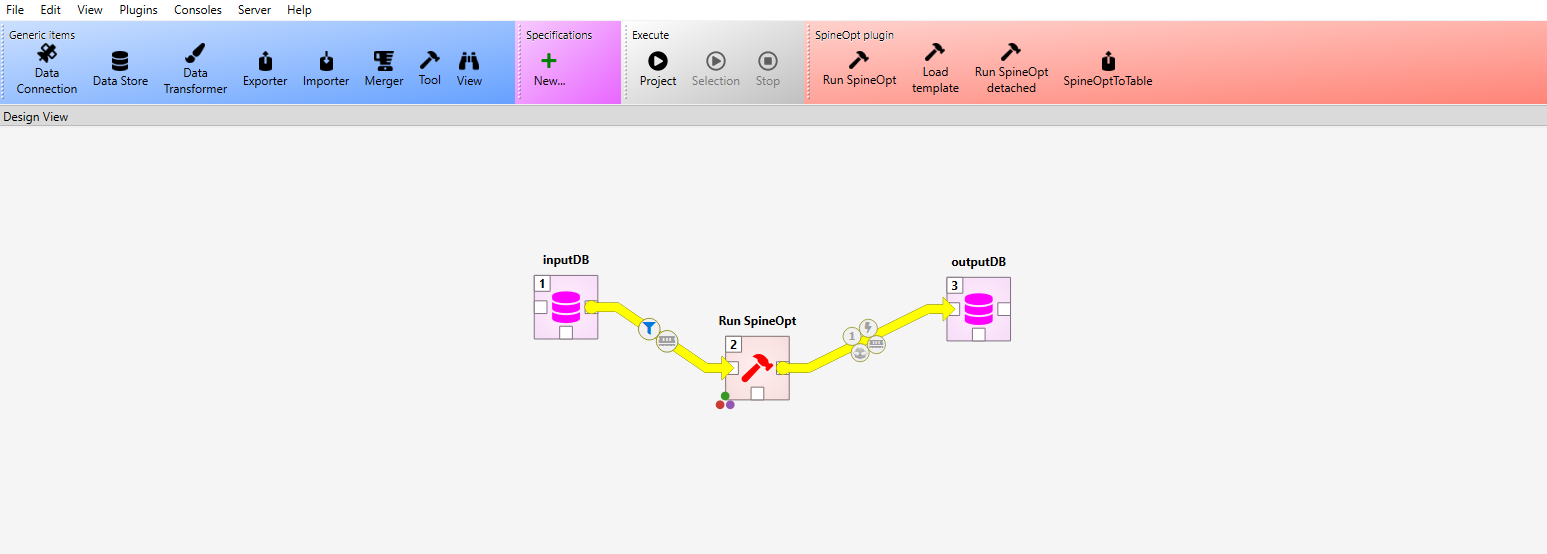 File Edit View Plugins Consoles Server Help
Generic items
Data Connection
Data Store
Data Transformer
Exporter
Importer
Merger
Tool
View
Specifications
New...
Execute
Project
Selection
Stop
SpineOpt plugin
Run SpineOpt
Load template
Run SpineOpt detached
SpineOptToTable
Design View
inputDB
1
Run SpineOpt
2
1
outputDB
3